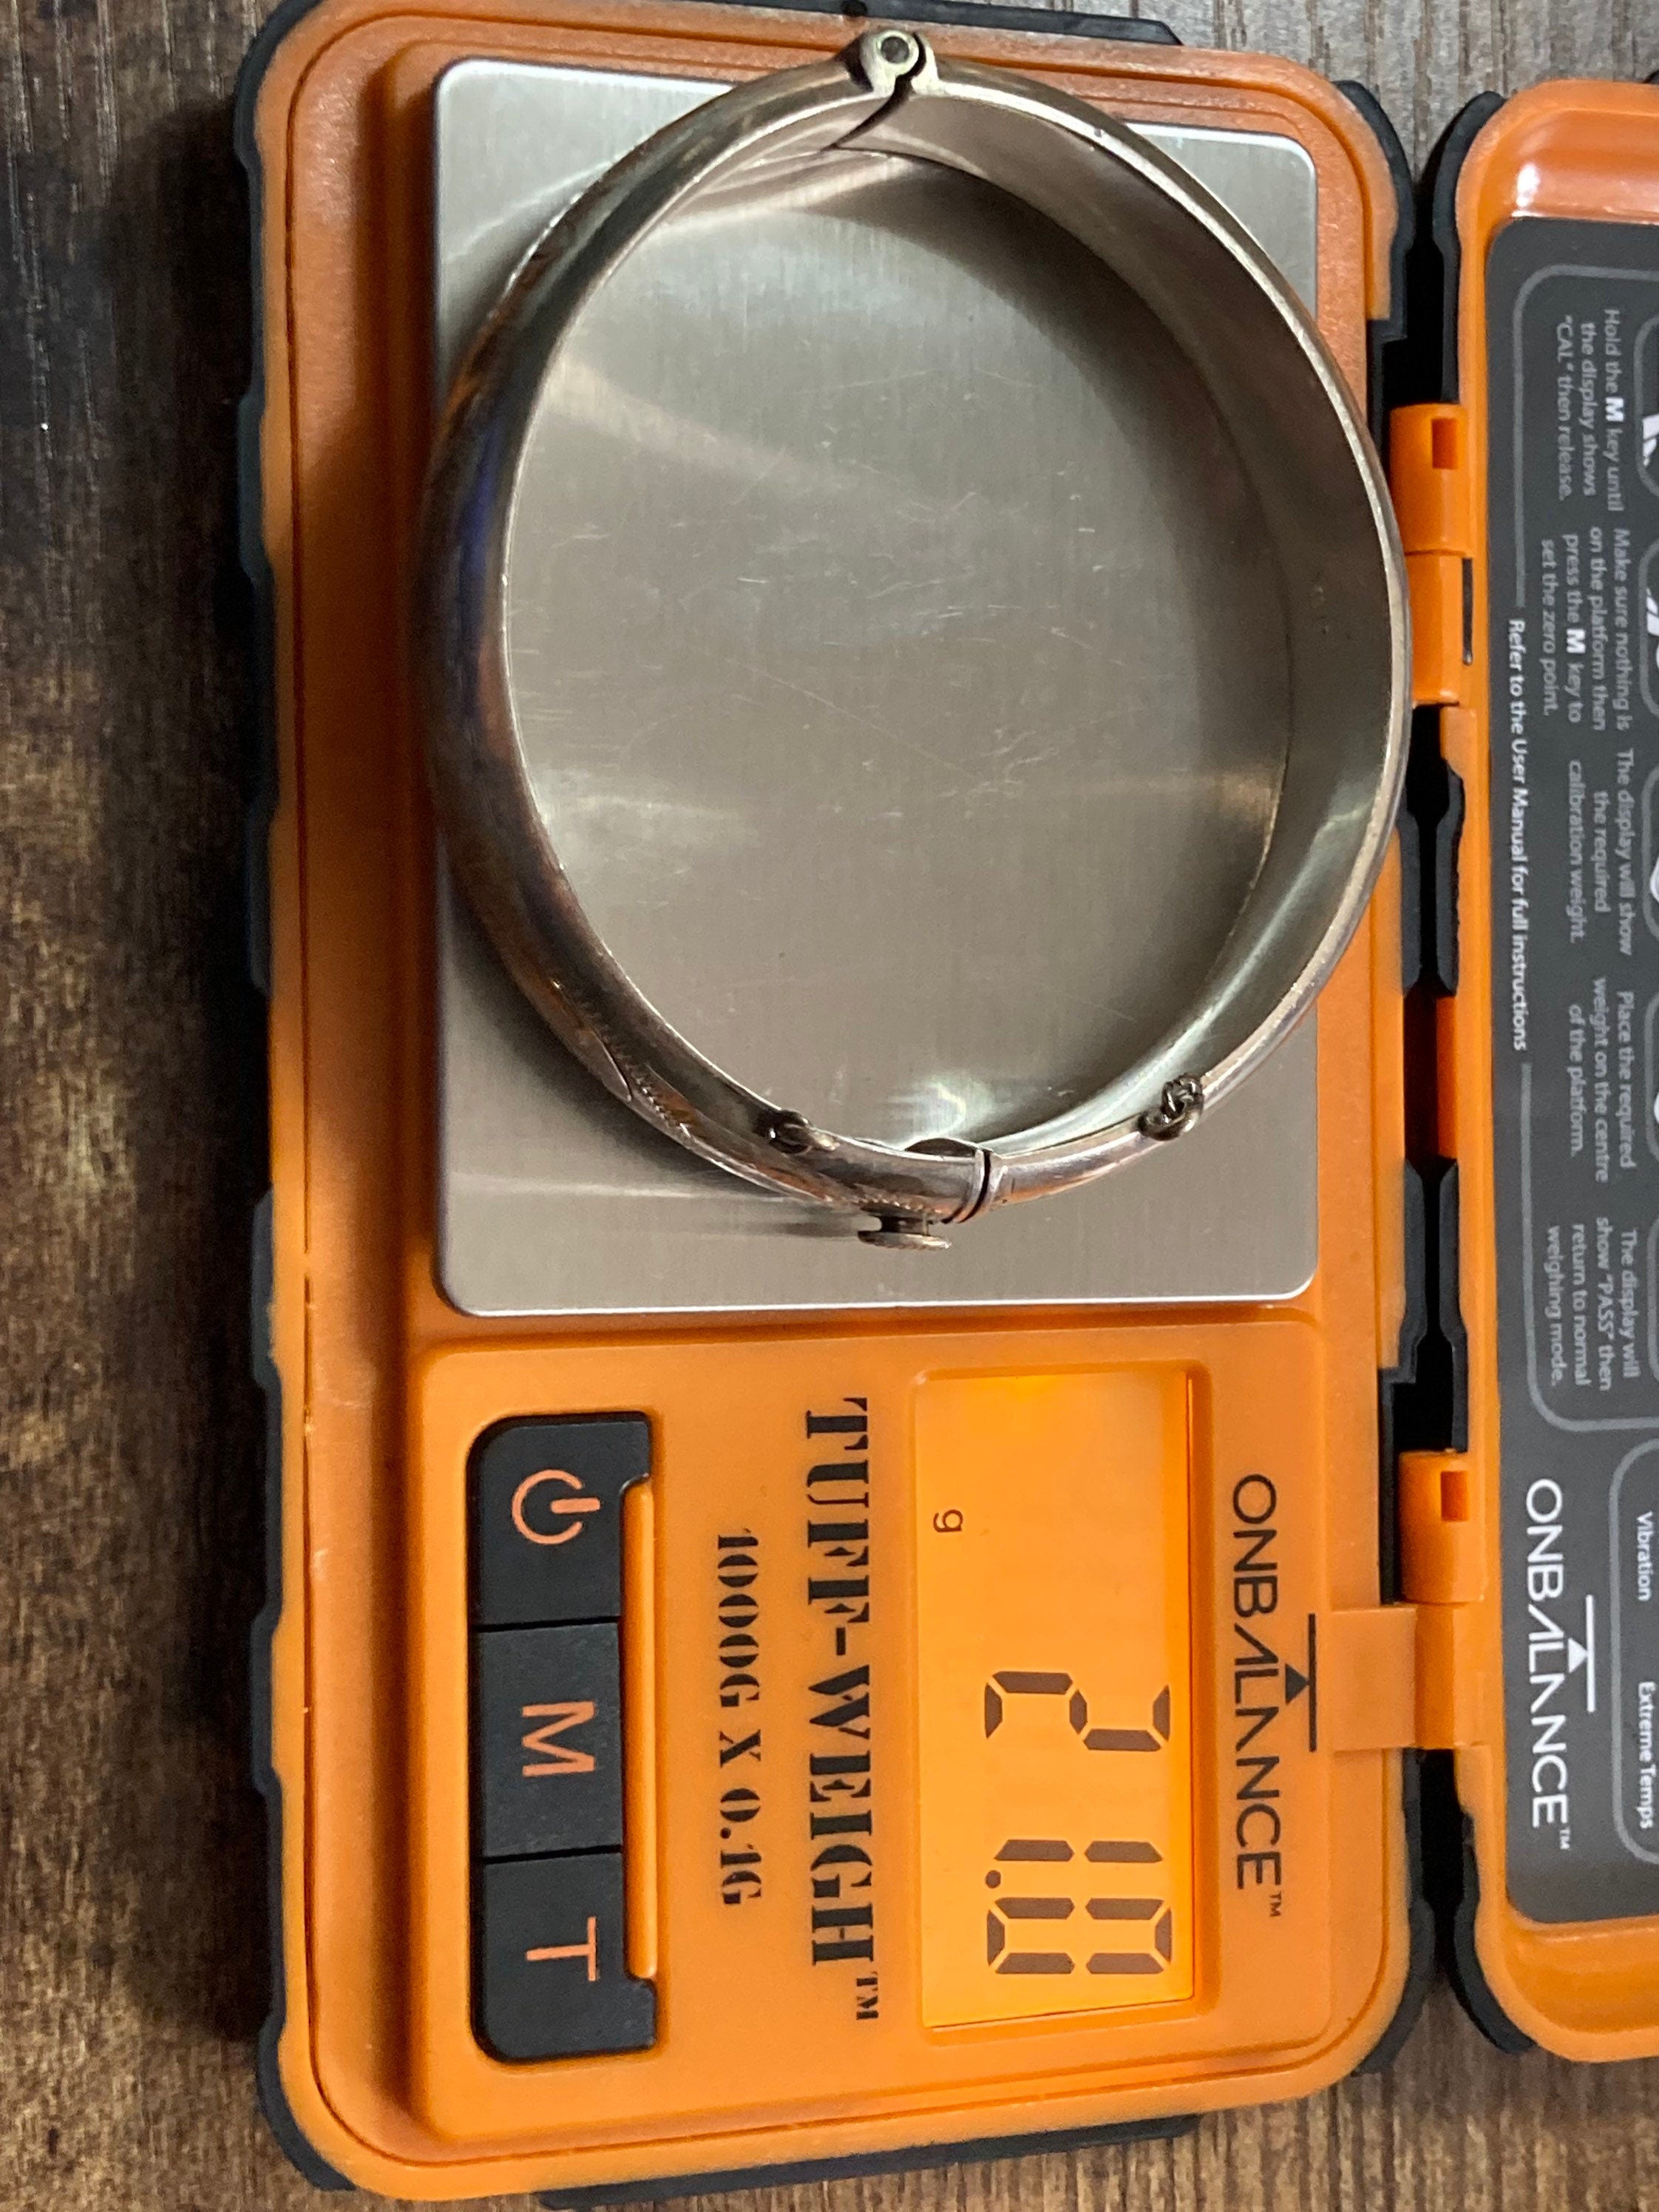 Hold the M key until
the display shows
"CAL" then release.
Make sure nothing is
on the platform then
press the M key to
set the zero point.
The display will show
the required
calibration weight.
Place the required
weight on the centre
of the platform.
The display will
show "PASS" then
return to normal
weighing mode.
Refer to the User Manual for full instructions
Vibration
Extreme Temps
ONBALANCE™
ONBALANCE™
21.0
g
TUFF-WEIGH™
1000G X 0.1G
M
T